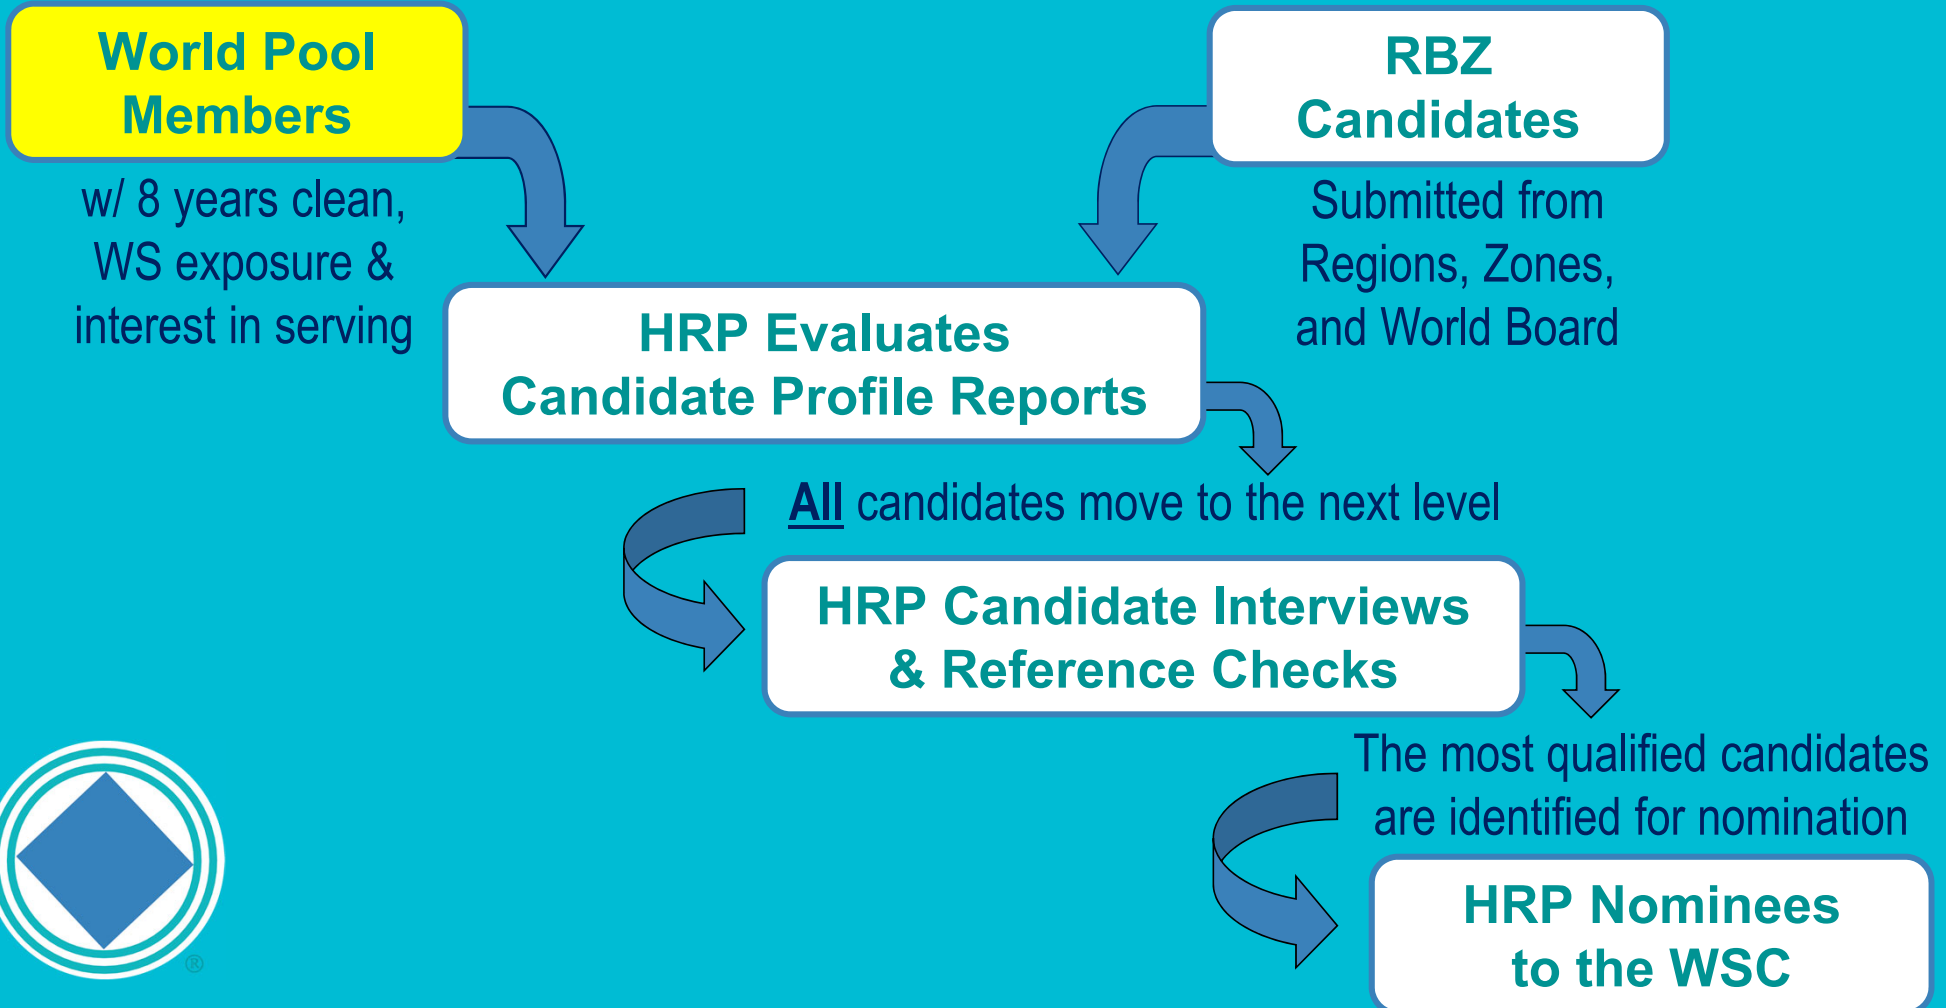 World Pool
Members
w/ 8 years clean,
WS exposure &
interest in serving
RBZ
Candidates
Submitted from
Regions, Zones,
and World Board
HRP Evaluates
Candidate Profile Reports
All candidates move to the next level
HRP Candidate Interviews
& Reference Checks
The most qualified candidates
are identified for nomination
HRP Nominees
to the WSC
®